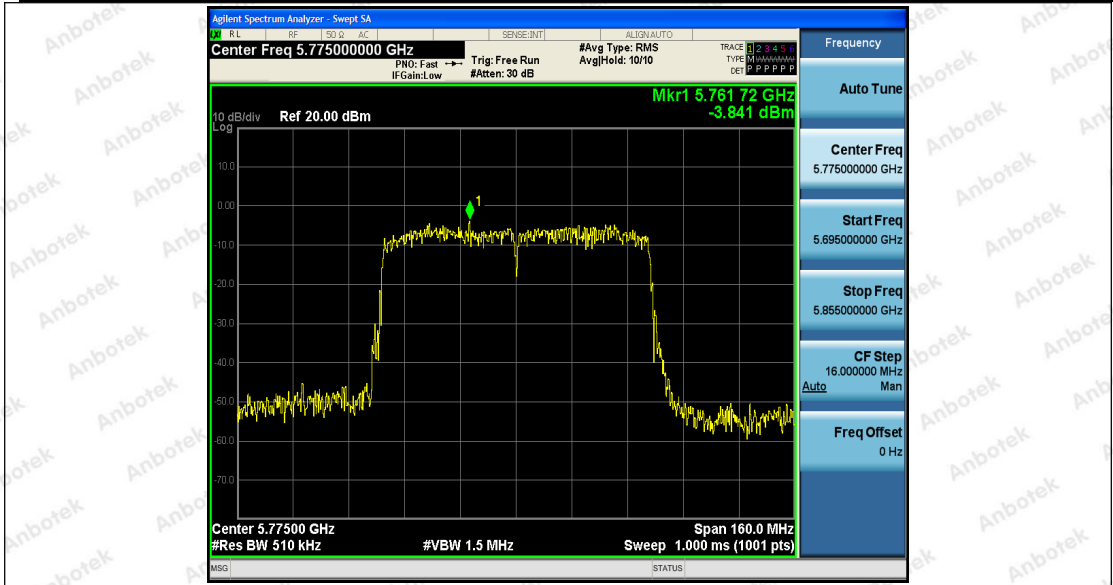 Agilent Spectrum Analyzer - Swept SA
LXI RL RF 50 Ω AC SENSE:INT ALIGNAUTO
Center Freq 5.775000000 GHz
PNO: Fast
IFGain:Low
Trig: Free Run
#Atten: 30 dB
#Avg Type: RMS
Avg|Hold: 10/10
TRACE 1 2 3 4 5 6
TYPE M
DET P P P P P P
Mkr1 5.761 72 GHz
-3.841 dBm
10 dB/div Ref 20.00 dBm
Log
10.0
0.00
-10.0
-20.0
-30.0
-40.0
-50.0
-60.0
-70.0
1
Center 5.77500 GHz
Span 160.0 MHz
#Res BW 510 kHz
#VBW 1.5 MHz
Sweep 1.000 ms (1001 pts)
MSG
STATUS
Frequency
Auto Tune
Center Freq
5.775000000 GHz
Start Freq
5.695000000 GHz
Stop Freq
5.855000000 GHz
CF Step
16.000000 MHz
Auto Man
Freq Offset
0 Hz
Anbotek